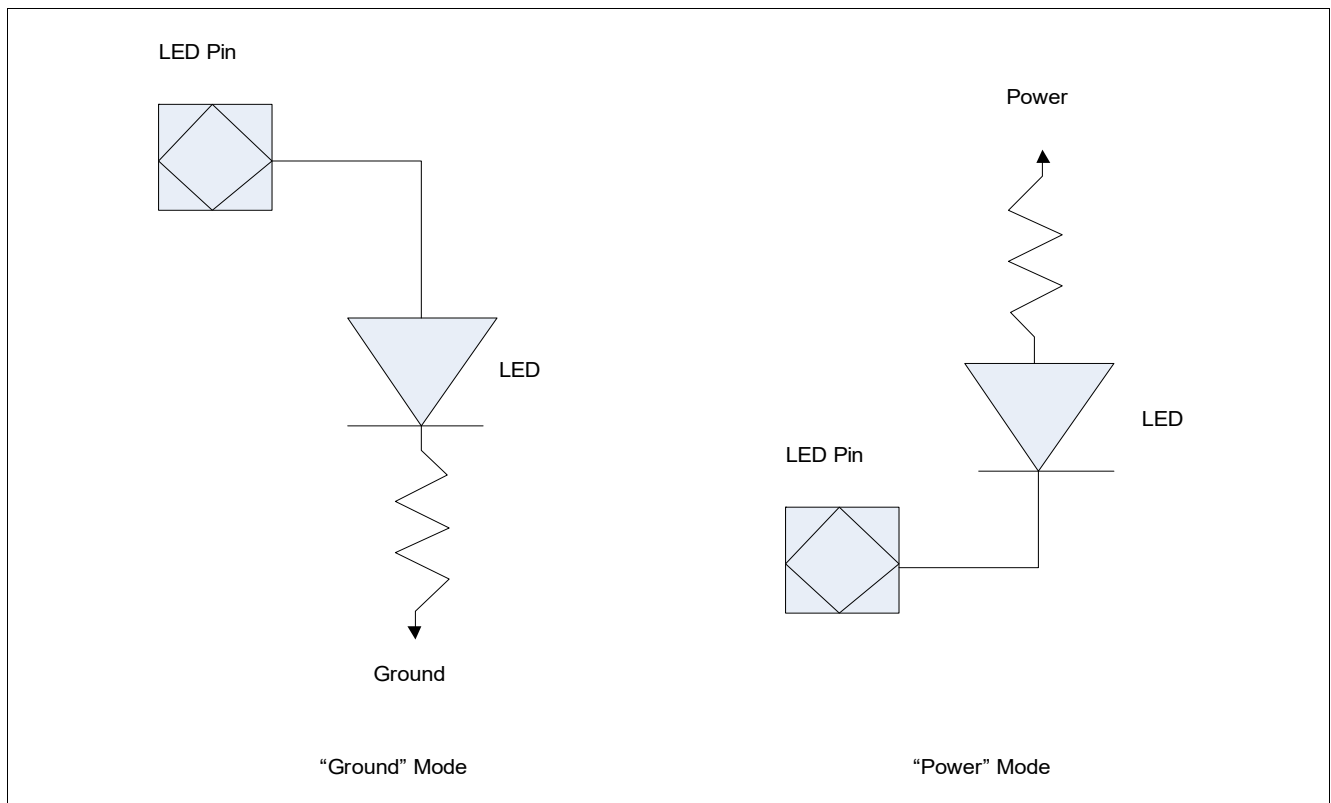 LED Pin
Power
LED
LED
LED Pin
Ground
“Ground” Mode
“Power” Mode